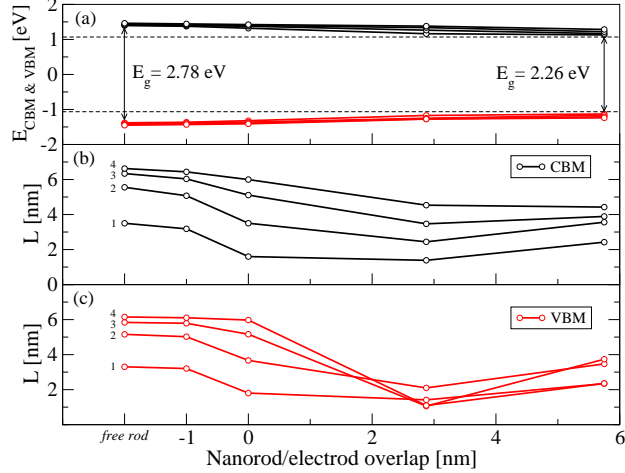 (a)
E_CBM & VBM [eV]
2
1
0
-1
-2
E_g = 2.78 eV
E_g = 2.26 eV
(b)
L [nm]
6
4
2
0
4
3
2
1
CBM
(c)
L [nm]
6
4
2
4
3
2
1
VBM
free rod -1 0 2 4 6
Nanorod/electrod overlap [nm]